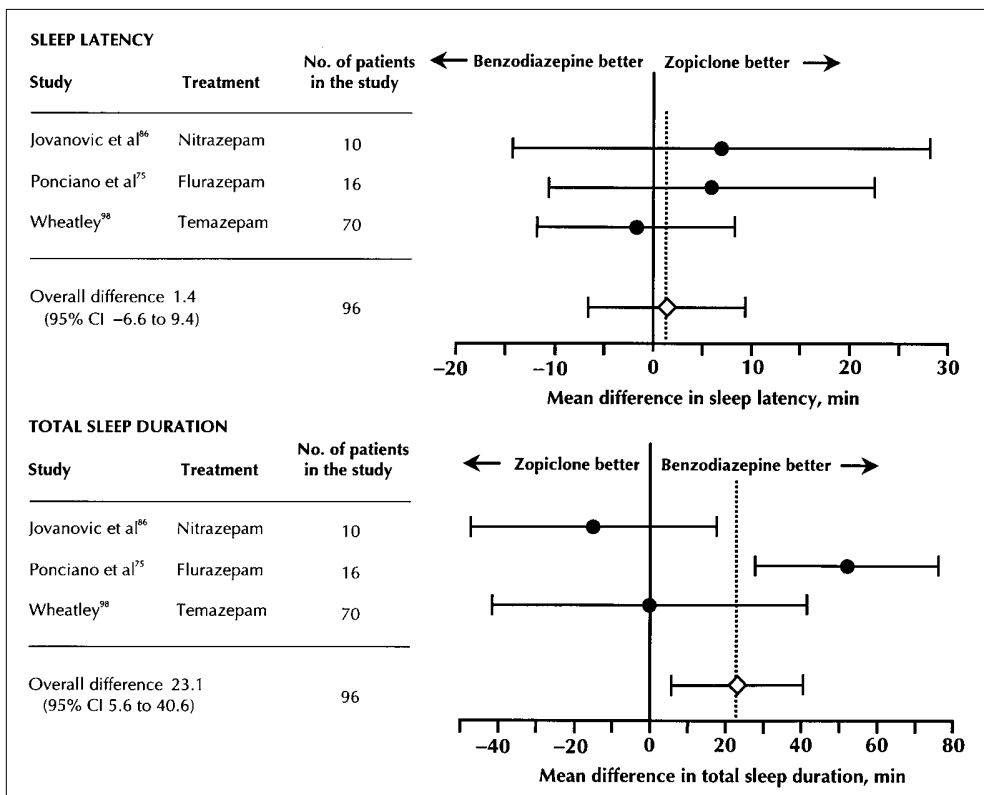 SLEEP LATENCY
Study Treatment No. of patients in the study
← Benzodiazepine better Zopiclone better →
Jovanovic et al⁸⁶ Nitrazepam 10
Ponciano et al⁷⁵ Flurazepam 16
Wheatley⁹⁸ Temazepam 70
Overall difference 1.4
(95% CI –6.6 to 9.4)
96
–20 –10 0 10 20 30
Mean difference in sleep latency, min
TOTAL SLEEP DURATION
Study Treatment No. of patients in the study
← Zopiclone better Benzodiazepine better →
Jovanovic et al⁸⁶ Nitrazepam 10
Ponciano et al⁷⁵ Flurazepam 16
Wheatley⁹⁸ Temazepam 70
Overall difference 23.1
(95% CI 5.6 to 40.6)
96
–40 –20 0 20 40 60 80
Mean difference in total sleep duration, min